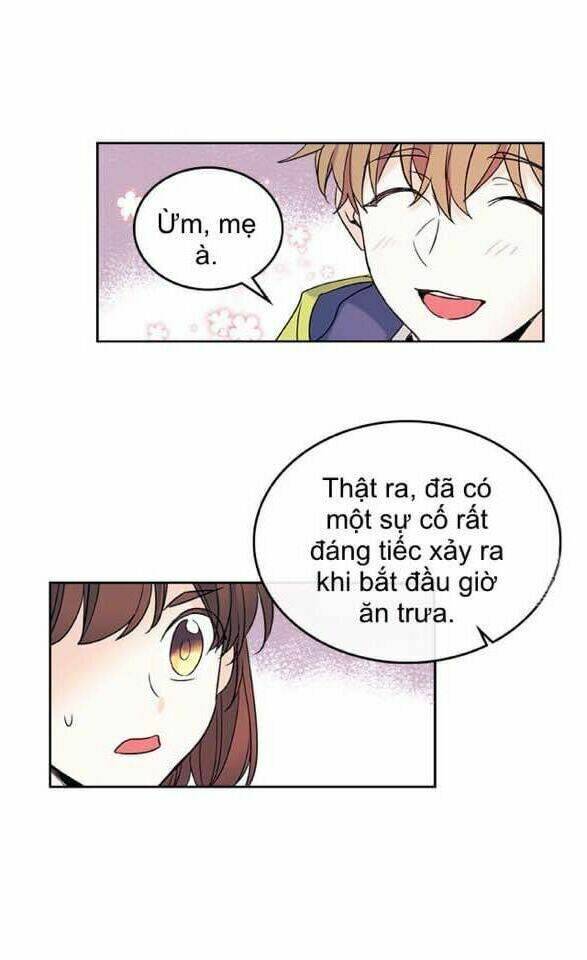 Ừm, mẹ
à.
Thật ra, đã có
một sự cố rất
đáng tiếc xảy ra
khi bắt đầu giờ
ăn trưa.